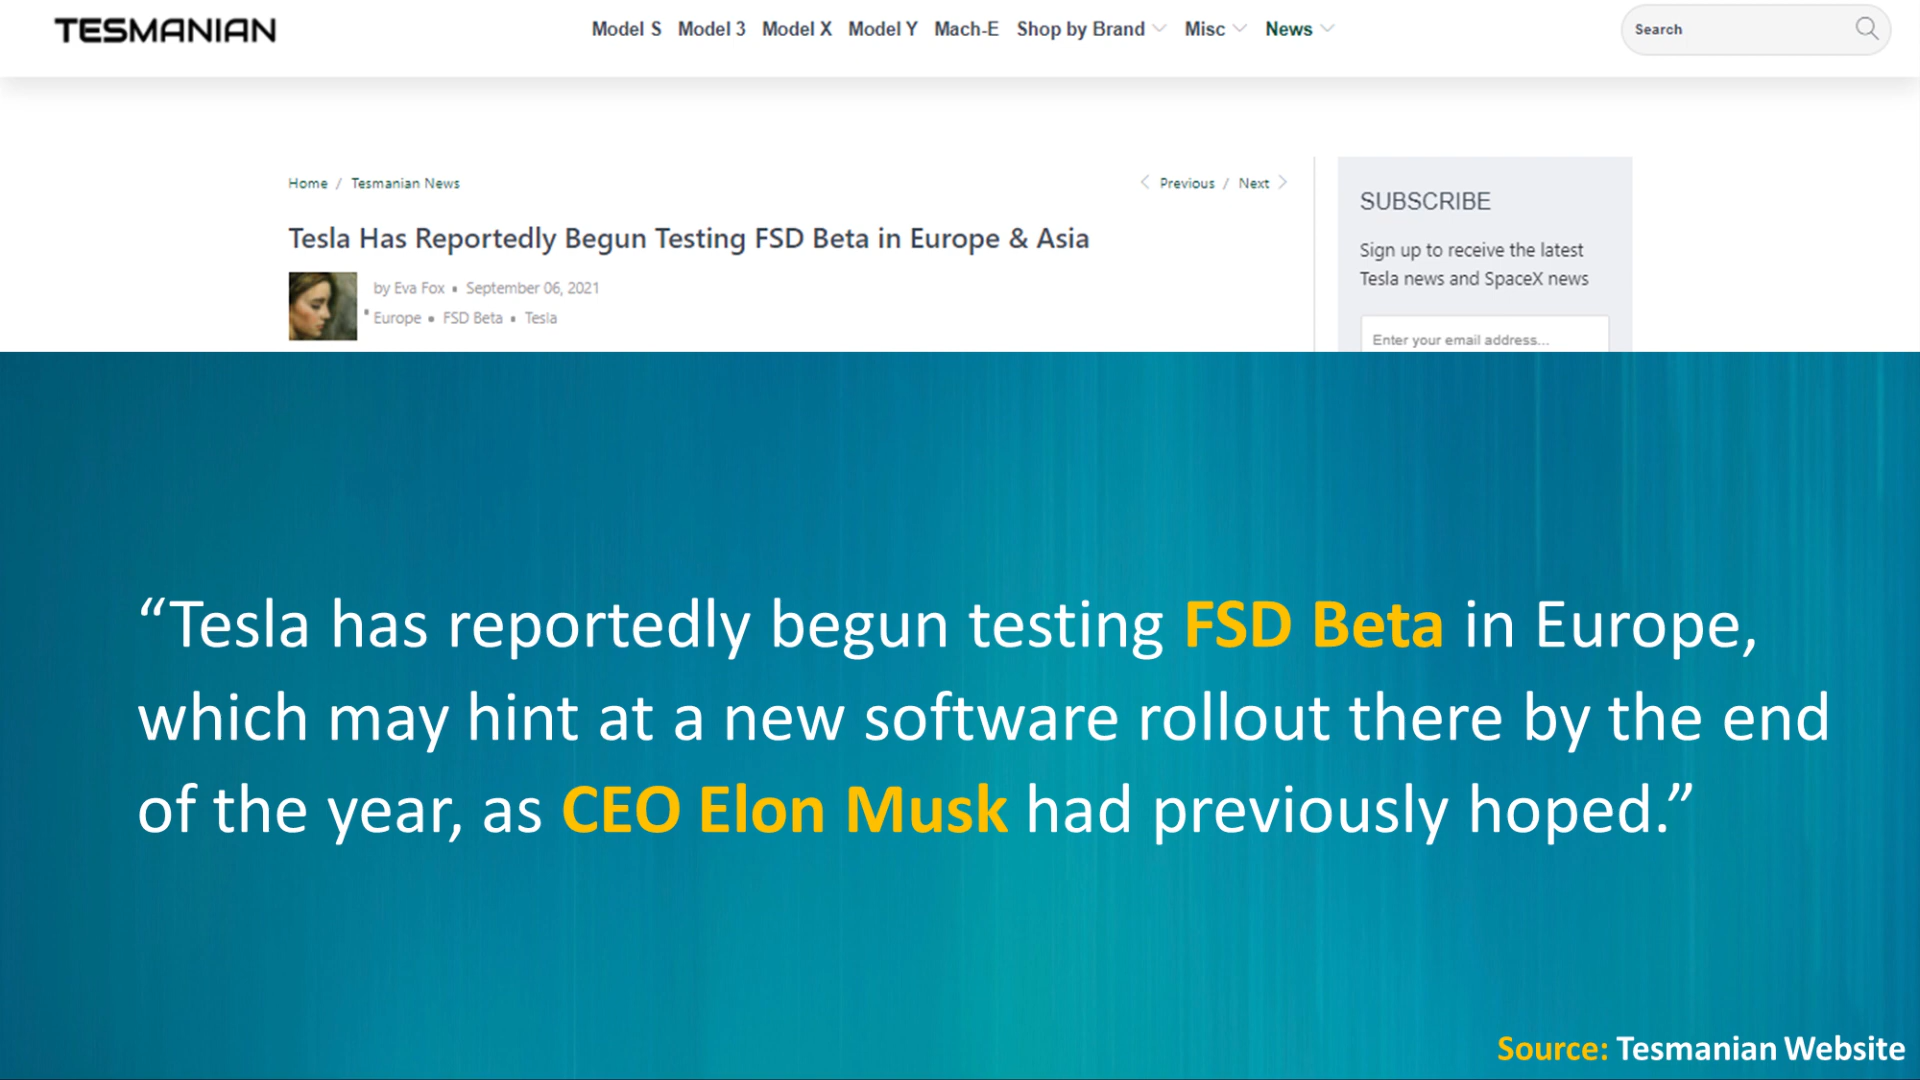 TESMANIAN
Model S Model 3 Model X Model Y Mach-E Shop by Brand Misc News
Search
Home / Tesmanian News
Previous / Next
Tesla Has Reportedly Begun Testing FSD Beta in Europe & Asia
by Eva Fox ▪ September 06, 2021
▪ Europe ▪ FSD Beta ▪ Tesla
SUBSCRIBE
Sign up to receive the latest
Tesla news and SpaceX news
Enter your email address...
“Tesla has reportedly begun testing FSD Beta in Europe,
which may hint at a new software rollout there by the end
of the year, as CEO Elon Musk had previously hoped.”
Source: Tesmanian Website